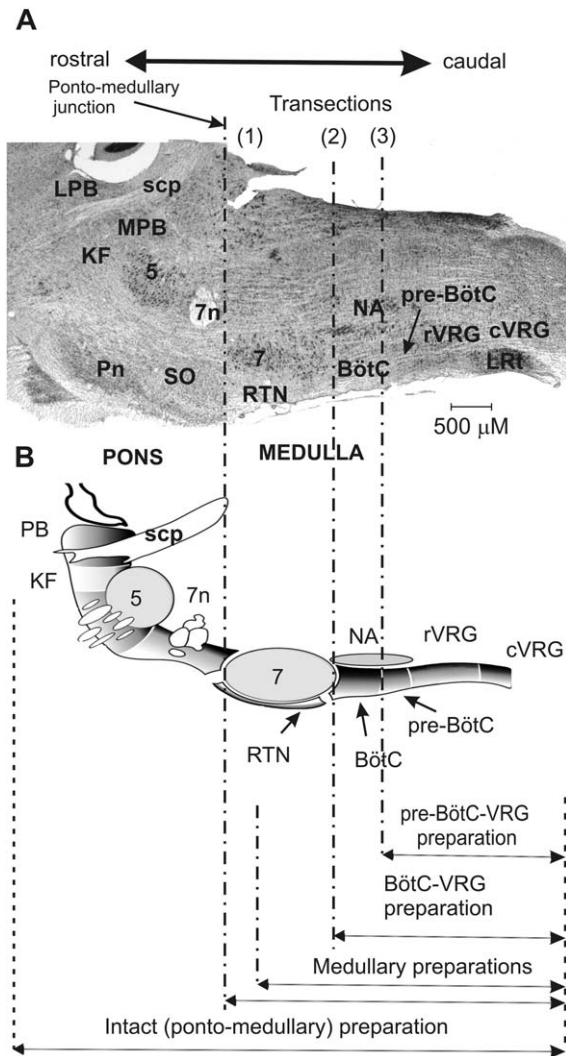 A
rostral
caudal
Ponto-medullary
junction
Transections
(1)
(2)
(3)
LPB
scp
MPB
KF
5
7n
pre-BötC
NA
rVRG
cVRG
7
BötC
LRt
Pn
SO
RTN
500 µM
B
PONS
MEDULLA
PB
scp
KF
5
7n
NA
rVRG
cVRG
7
pre-BötC
RTN
BötC
pre-BötC-VRG
preparation
BötC-VRG
preparation
Medullary preparations
Intact (ponto-medullary) preparation